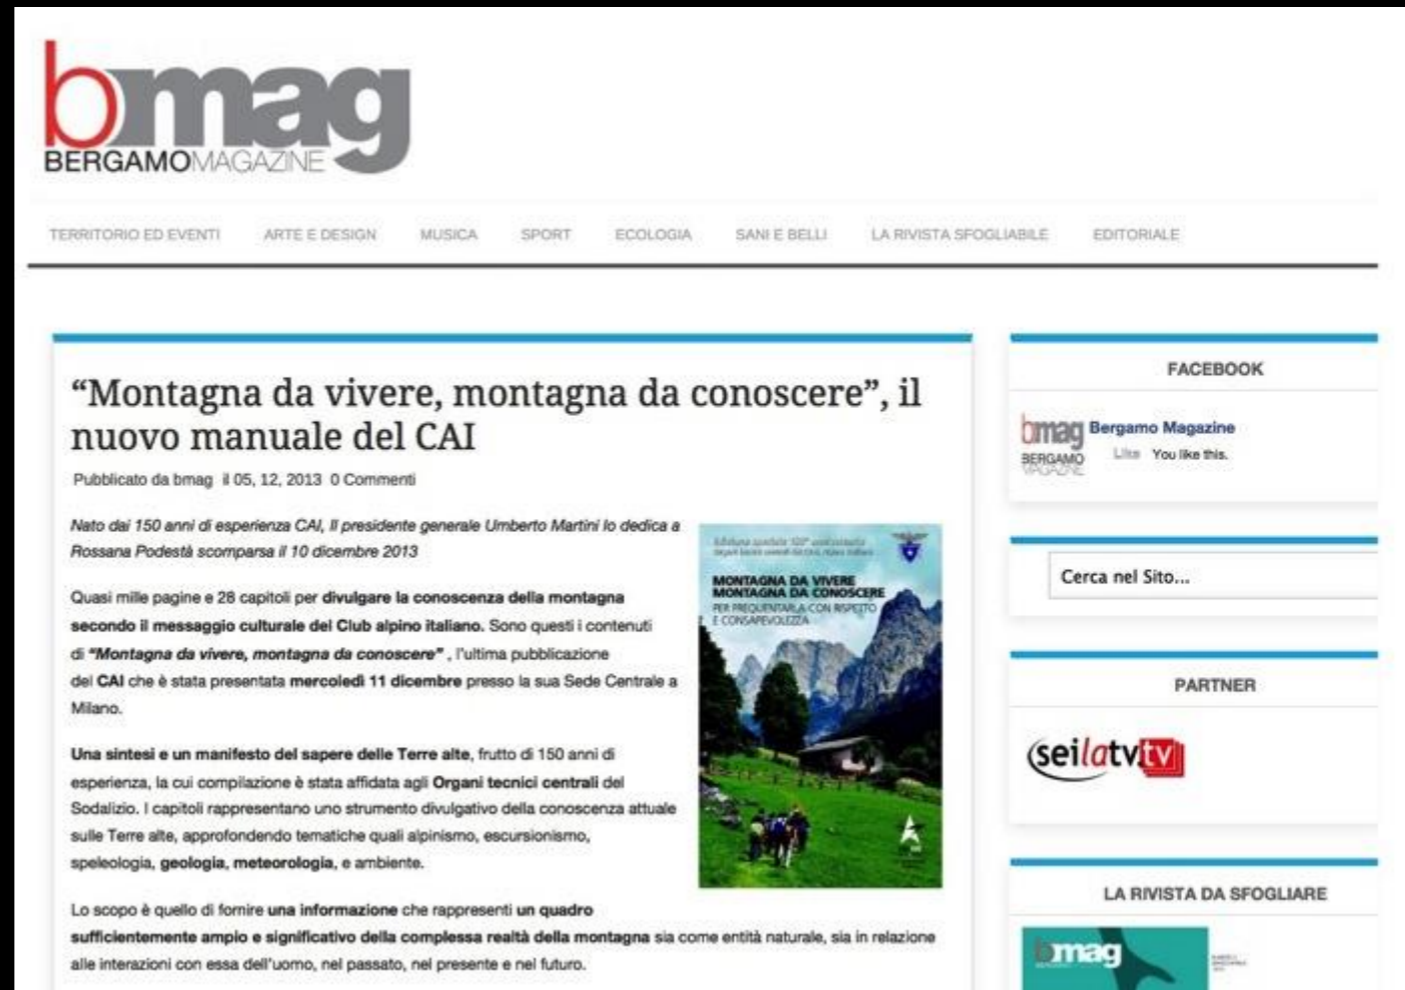 bmag
BERGAMOMAGAZINE
TERRITORIO ED EVENTI ARTE E DESIGN MUSICA SPORT ECOLOGIA SANI E BELLI LA RIVISTA SFOGLIABILE EDITORIALE
“Montagna da vivere, montagna da conoscere”, il
nuovo manuale del CAI
Pubblicato da bmag il 05, 12, 2013 0 Commenti
Nato dai 150 anni di esperienza CAI, Il presidente generale Umberto Martini lo dedica a
Rossana Podestà scomparsa il 10 dicembre 2013
Quasi mille pagine e 28 capitoli per divulgare la conoscenza della montagna
secondo il messaggio culturale del Club alpino italiano. Sono questi i contenuti
di “Montagna da vivere, montagna da conoscere” , l'ultima pubblicazione
del CAI che è stata presentata mercoledì 11 dicembre presso la sua Sede Centrale a
Milano.
Una sintesi e un manifesto del sapere delle Terre alte, frutto di 150 anni di
esperienza, la cui compilazione è stata affidata agli Organi tecnici centrali del
Sodalizio. I capitoli rappresentano uno strumento divulgativo della conoscenza attuale
sulle Terre alte, approfondendo tematiche quali alpinismo, escursionismo,
speleologia, geologia, meteorologia, e ambiente.
Lo scopo è quello di fornire una informazione che rappresenti un quadro
sufficientemente ampio e significativo della complessa realtà della montagna sia come entità naturale, sia in relazione
alle interazioni con essa dell'uomo, nel passato, nel presente e nel futuro.
MONTAGNA DA VIVERE
MONTAGNA DA CONOSCERE
PER FREQUENTARLA CON RISPETTO
E CONSAPEVOLEZZA
FACEBOOK
bmag
BERGAMO
MAGAZINE
Bergamo Magazine
Like You like this.
Cerca nel Sito...
PARTNER
seilatv.tv
LA RIVISTA DA SFOGLIARE
bmag